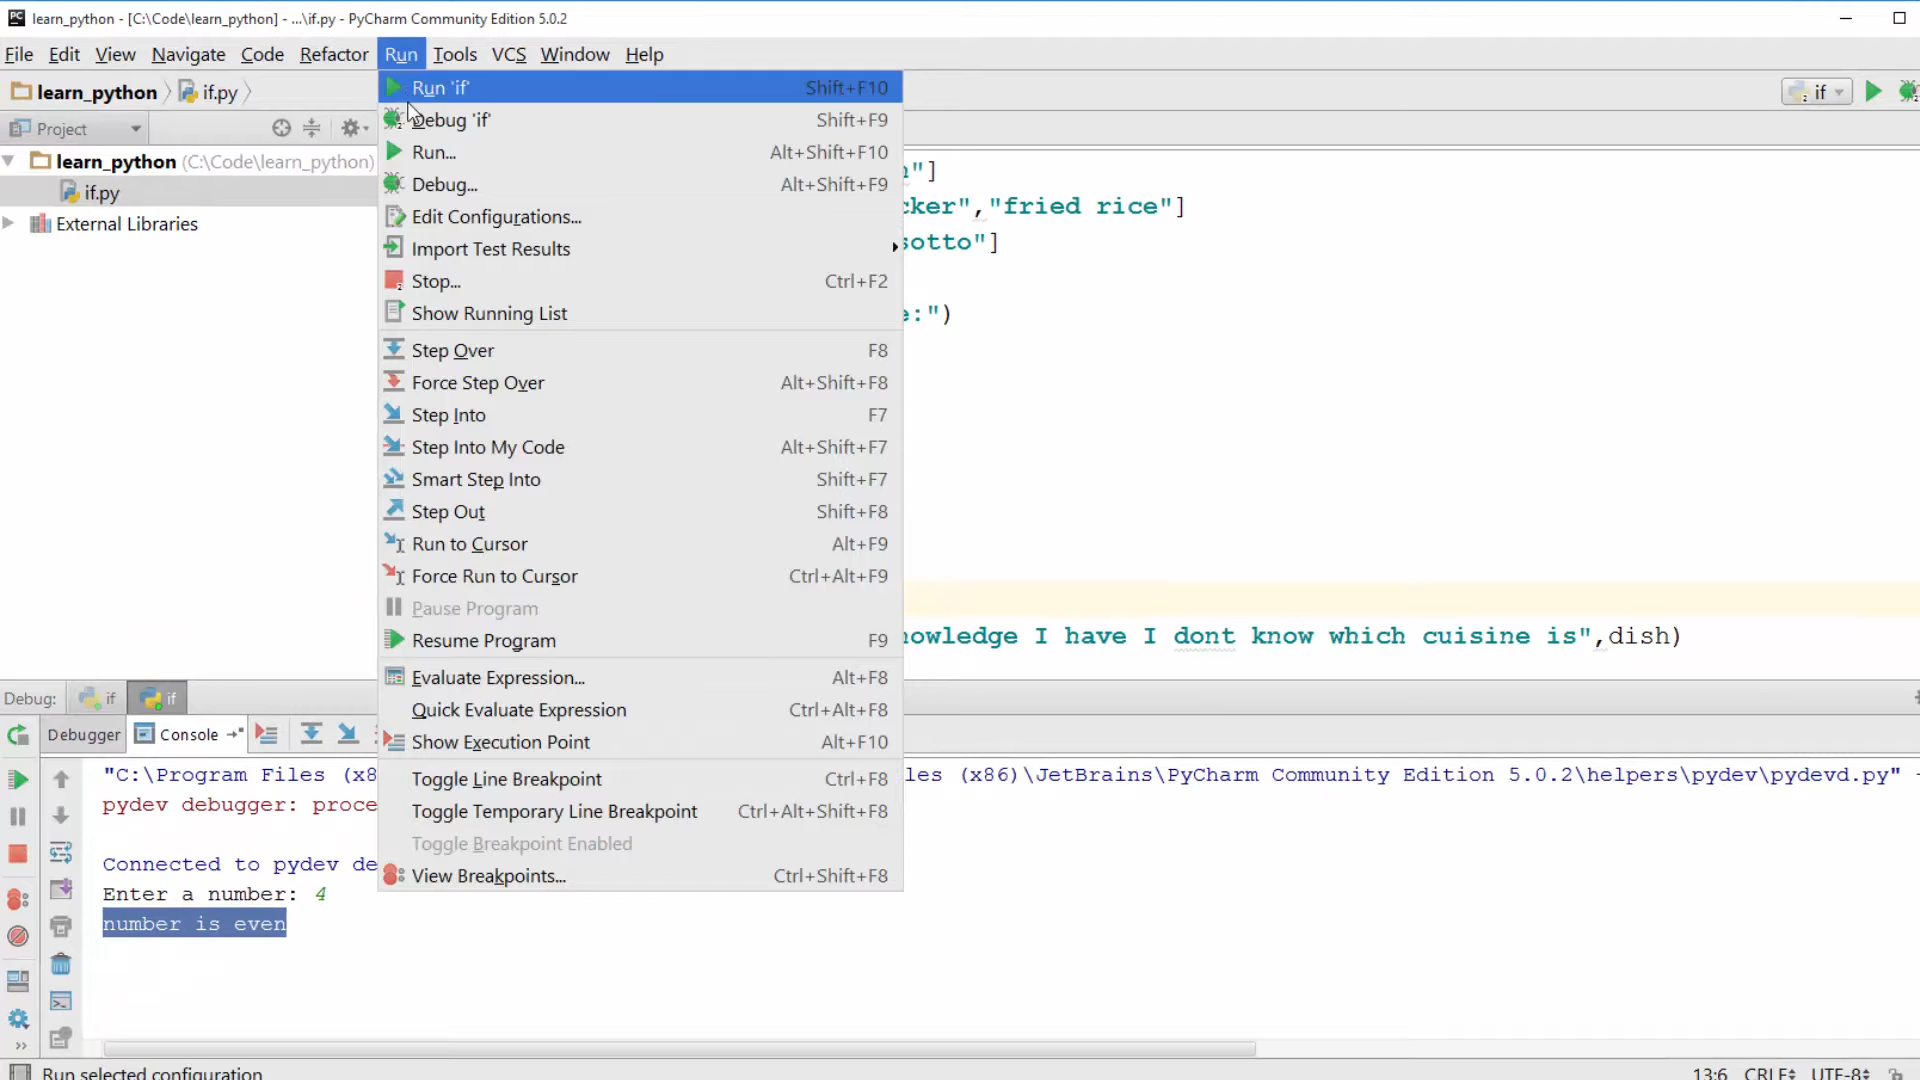 learn_python - [C:\Code\learn_python] - ...\if.py - PyCharm Community Edition 5.0.2
File Edit View Navigate Code Refactor Run Tools VCS Window Help
learn_python if.py
if
Project
learn_python (C:\Code\learn_python)
if.py
External Libraries
Run 'if' Shift+F10
Debug 'if' Shift+F9
Run... Alt+Shift+F10
Debug... Alt+Shift+F9
Edit Configurations...
Import Test Results
Stop... Ctrl+F2
Show Running List
Step Over F8
Force Step Over Alt+Shift+F8
Step Into F7
Step Into My Code Alt+Shift+F7
Smart Step Into Shift+F7
Step Out Shift+F8
Run to Cursor Alt+F9
Force Run to Cursor Ctrl+Alt+F9
Pause Program
Resume Program F9
Evaluate Expression... Alt+F8
Quick Evaluate Expression Ctrl+Alt+F8
Show Execution Point Alt+F10
Toggle Line Breakpoint Ctrl+F8
Toggle Temporary Line Breakpoint Ctrl+Alt+Shift+F8
Toggle Breakpoint Enabled
View Breakpoints... Ctrl+Shift+F8
"]
cker","fried rice"]
sotto"]
e:")
nowledge I have I dont know which cuisine is",dish)
Debug: if if
Debugger Console
"C:\Program Files (x8 les (x86)\JetBrains\PyCharm Community Edition 5.0.2\helpers\pydev\pydevd.py"
pydev debugger: proce
Connected to pydev de
Enter a number: 4
number is even
Run selected configuration 13:6 CRLF UTF-8